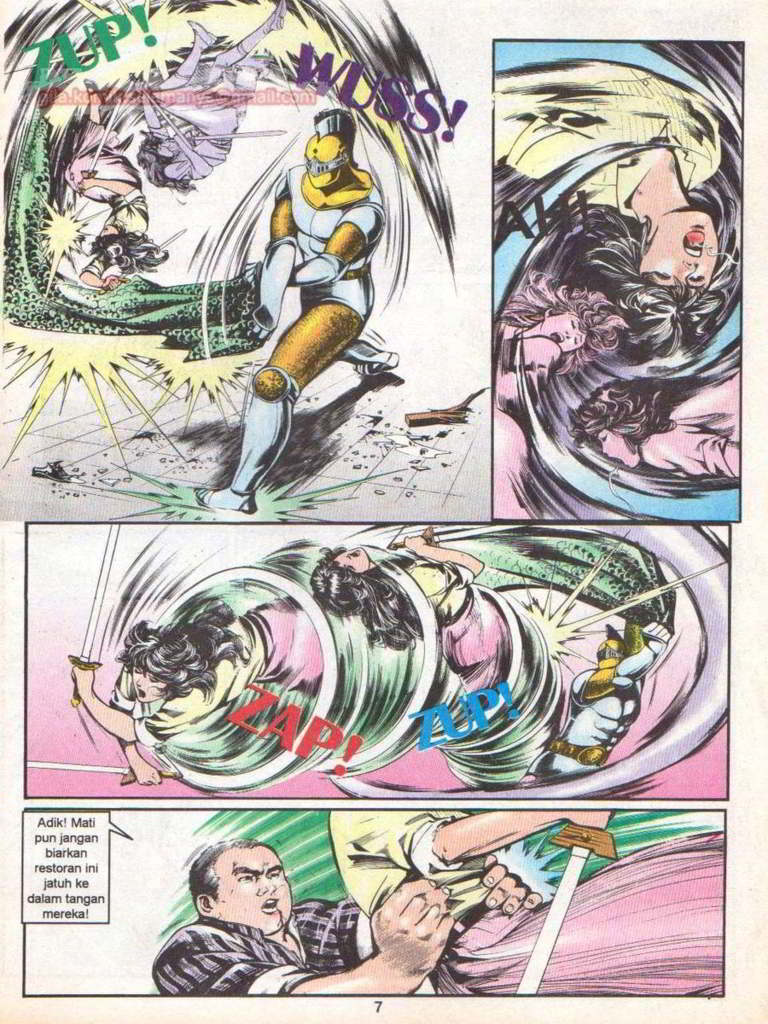 ZUP!
WUSS!
AH!
ZAP!
ZUP!
Adik! Mati
pun jangan
biarkan
restoran ini
jatuh ke
dalam tangan
mereka!
7